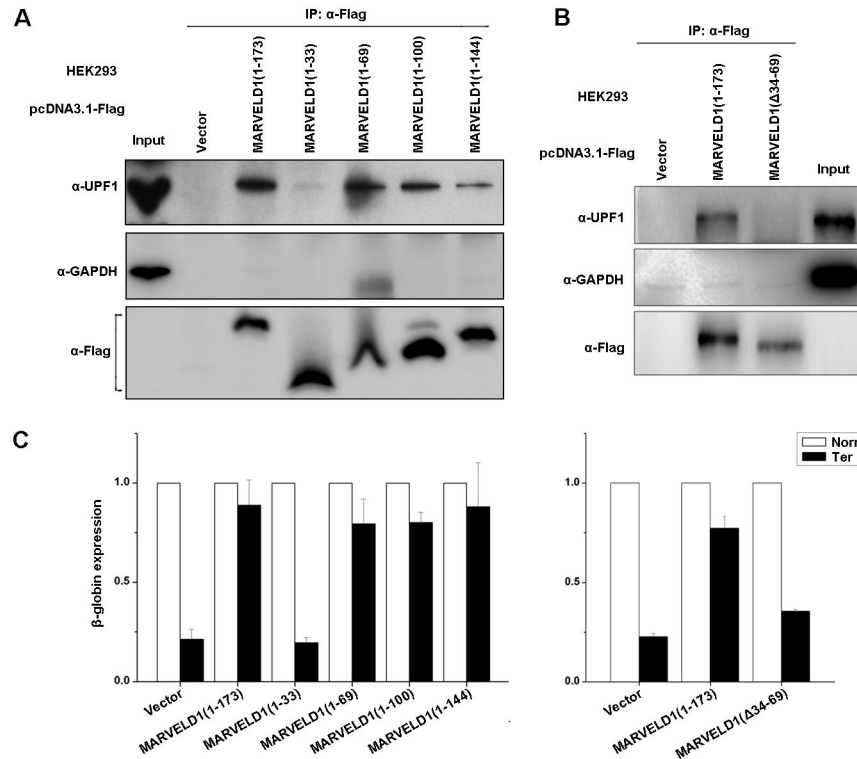 A
IP: α-Flag
HEK293
pcDNA3.1-Flag
Input
Vector
MARVELD1(1-173)
MARVELD1(1-33)
MARVELD1(1-69)
MARVELD1(1-100)
MARVELD1(1-144)
α-UPF1
α-GAPDH
α-Flag
B
IP: α-Flag
HEK293
pcDNA3.1-Flag
Vector
MARVELD1(1-173)
MARVELD1(Δ34-69)
Input
α-UPF1
α-GAPDH
α-Flag
C
β-globin expression
1.0
0.5
0.0
Vector
MARVELD1(1-173)
MARVELD1(1-33)
MARVELD1(1-69)
MARVELD1(1-100)
MARVELD1(1-144)
1.0
0.5
0.0
Vector
MARVELD1(1-173)
MARVELD1(Δ34-69)
Ter